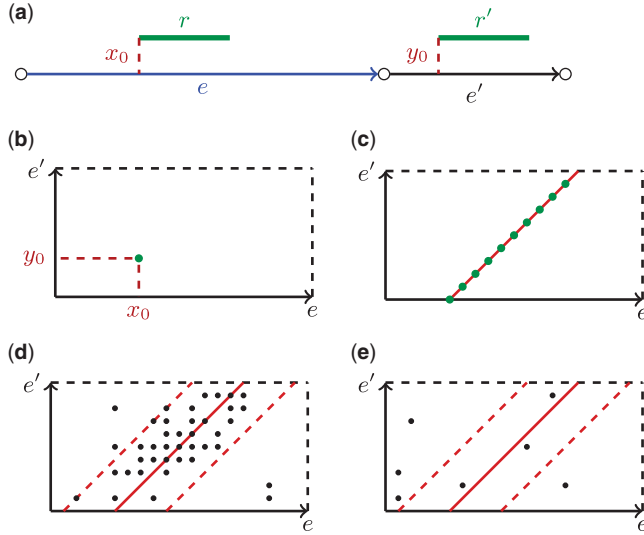 (a)
r r′
x₀ y₀
e e′
(b) (c)
e′ e′
y₀
x₀ e e
(d) (e)
e′ e′
e e